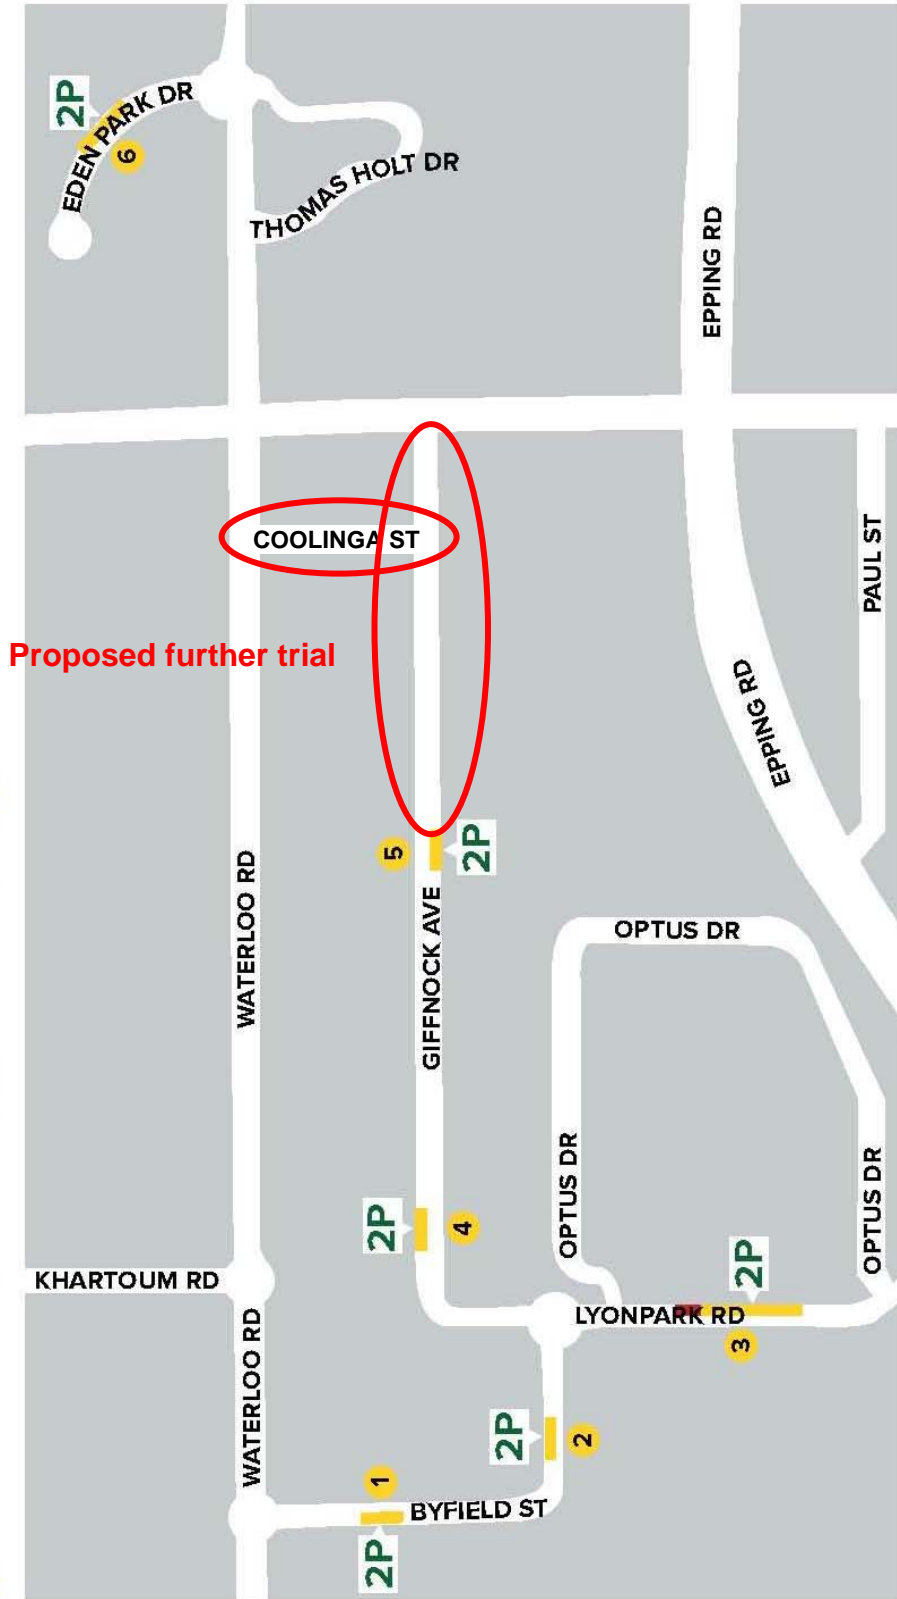 2P
EDEN PARK DR
6
THOMAS HOLT DR
EPPING RD
COOLINGA ST
PAUL ST
Proposed further trial
EPPING RD
5
2P
WATERLOO RD
GIFFNOCK AVE
OPTUS DR
OPTUS DR
OPTUS DR
2P
4
KHARTOUM RD
2P
LYONPARK RD
3
WATERLOO RD
2P
2
1
BYFIELD ST
2P